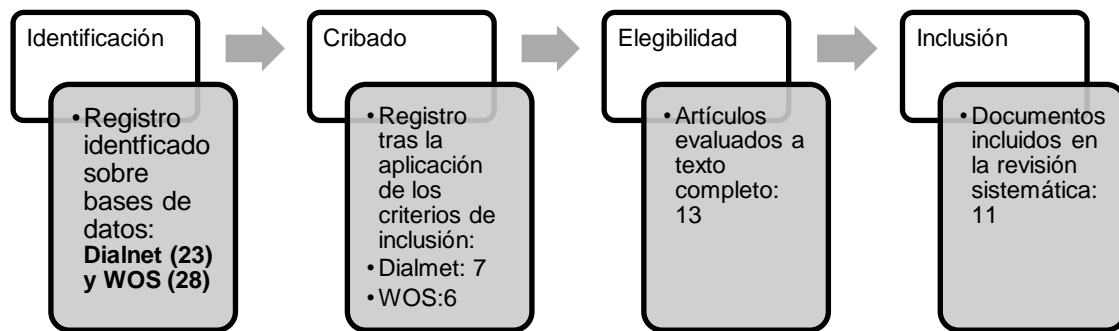 Identificación
•Registro
identficado
sobre
bases de
datos:
Dialnet (23)
y WOS (28)
Cribado
•Registro
tras la
aplicación
de los
criterios de
inclusión:
•Dialmet: 7
•WOS:6
Elegibilidad
•Artículos
evaluados a
texto
completo:
13
Inclusión
•Documentos
incluidos en
la revisión
sistemática:
11